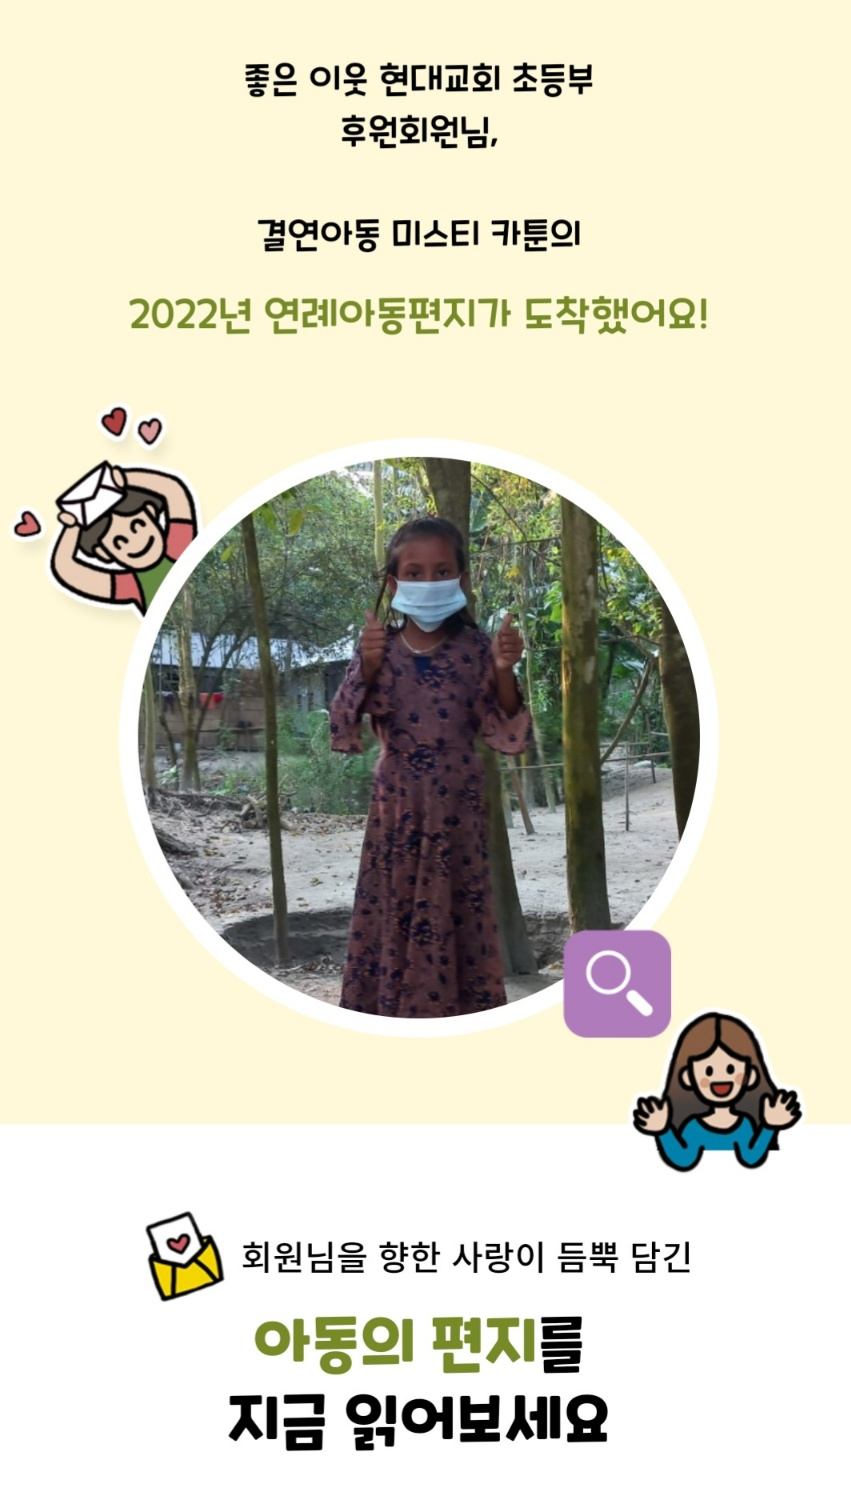 좋은 이웃 현대교회 초등부
후원회원님,
결연아동 미스티 카툰의
2022년 연례아동편지가 도착했어요!
회원님을 향한 사랑이 듬뿍 담긴
아동의 편지를
지금 읽어보세요